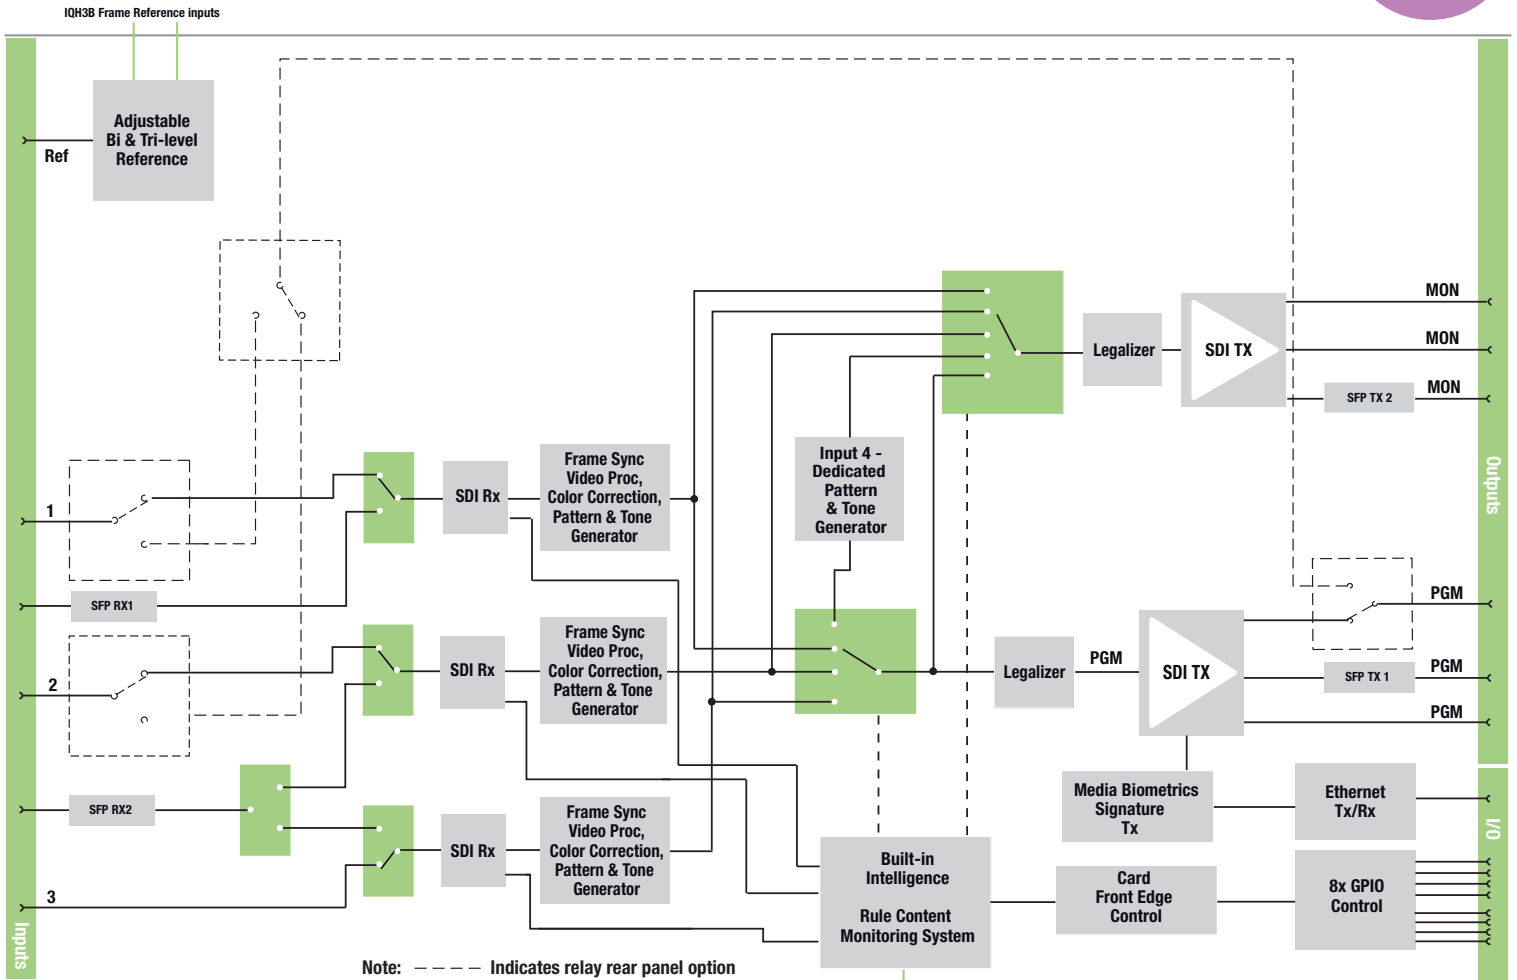 IQH3B Frame Reference inputs
Adjustable
Bi & Tri-level
Reference
Ref
MON
MON
MON
Legalizer
SDI TX
SFP TX 2
Input 4 -
Dedicated
Pattern
& Tone
Generator
Frame Sync
Video Proc,
Color Correction,
Pattern & Tone
Generator
SDI Rx
1
SFP RX1
Outputs
PGM
PGM
PGM
Frame Sync
Video Proc,
Color Correction,
Pattern & Tone
Generator
SDI Rx
2
Legalizer
PGM
SDI TX
SFP TX 1
SFP RX2
Frame Sync
Video Proc,
Color Correction,
Pattern & Tone
Generator
SDI Rx
3
Media Biometrics
Signature
Tx
Ethernet
Tx/Rx
I/O
Built-in
Intelligence
Rule Content
Monitoring System
Card
Front Edge
Control
8x GPIO
Control
Inputs
Note: Indicates relay rear panel option